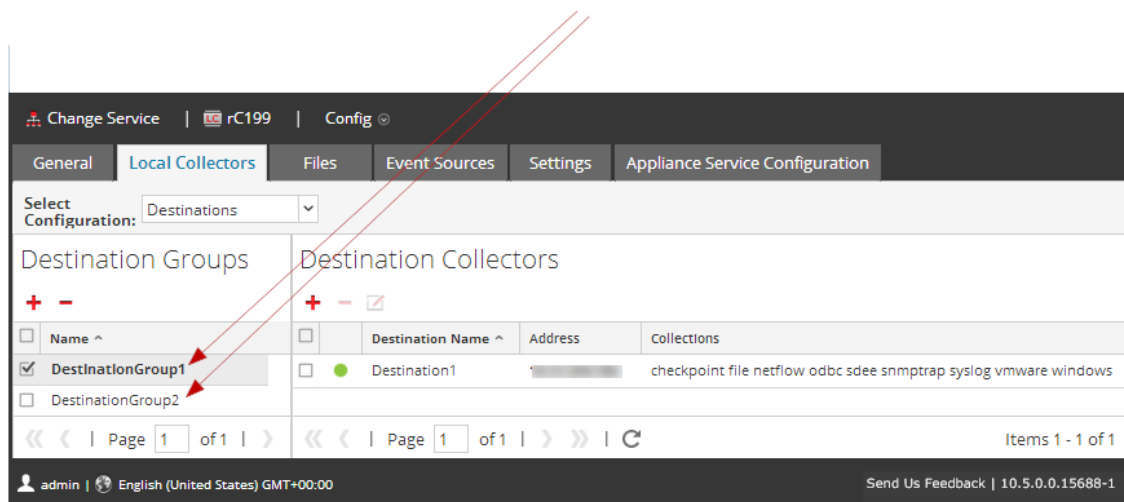 Change Service | LC rC199 | Config
General Local Collectors Files Event Sources Settings Appliance Service Configuration
Select Configuration: Destinations
Destination Groups
Destination Collectors
Name
Destination Name Address Collections
DestinationGroup1
Destination1 checkpoint file netflow odbc sdee snmptrap syslog vmware windows
DestinationGroup2
| Page 1 of 1 |
| Page 1 of 1 | | Items 1 - 1 of 1
admin | English (United States) GMT+00:00 Send Us Feedback | 10.5.0.0.15688-1